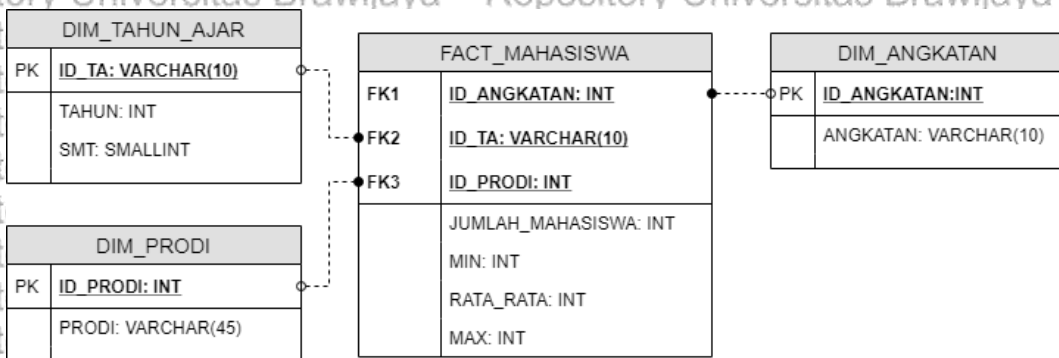 Repository Universitas Brawijaya
DIM_TAHUN_AJAR
PK ID_TA: VARCHAR(10)
TAHUN: INT
SMT: SMALLINT
DIM_PRODI
PK ID_PRODI: INT
PRODI: VARCHAR(45)
FACT_MAHASISWA
FK1 ID_ANGKATAN: INT
FK2 ID_TA: VARCHAR(10)
FK3 ID_PRODI: INT
JUMLAH_MAHASISWA: INT
MIN: INT
RATA_RATA: INT
MAX: INT
DIM_ANGKATAN
PK ID_ANGKATAN:INT
ANGKATAN: VARCHAR(10)